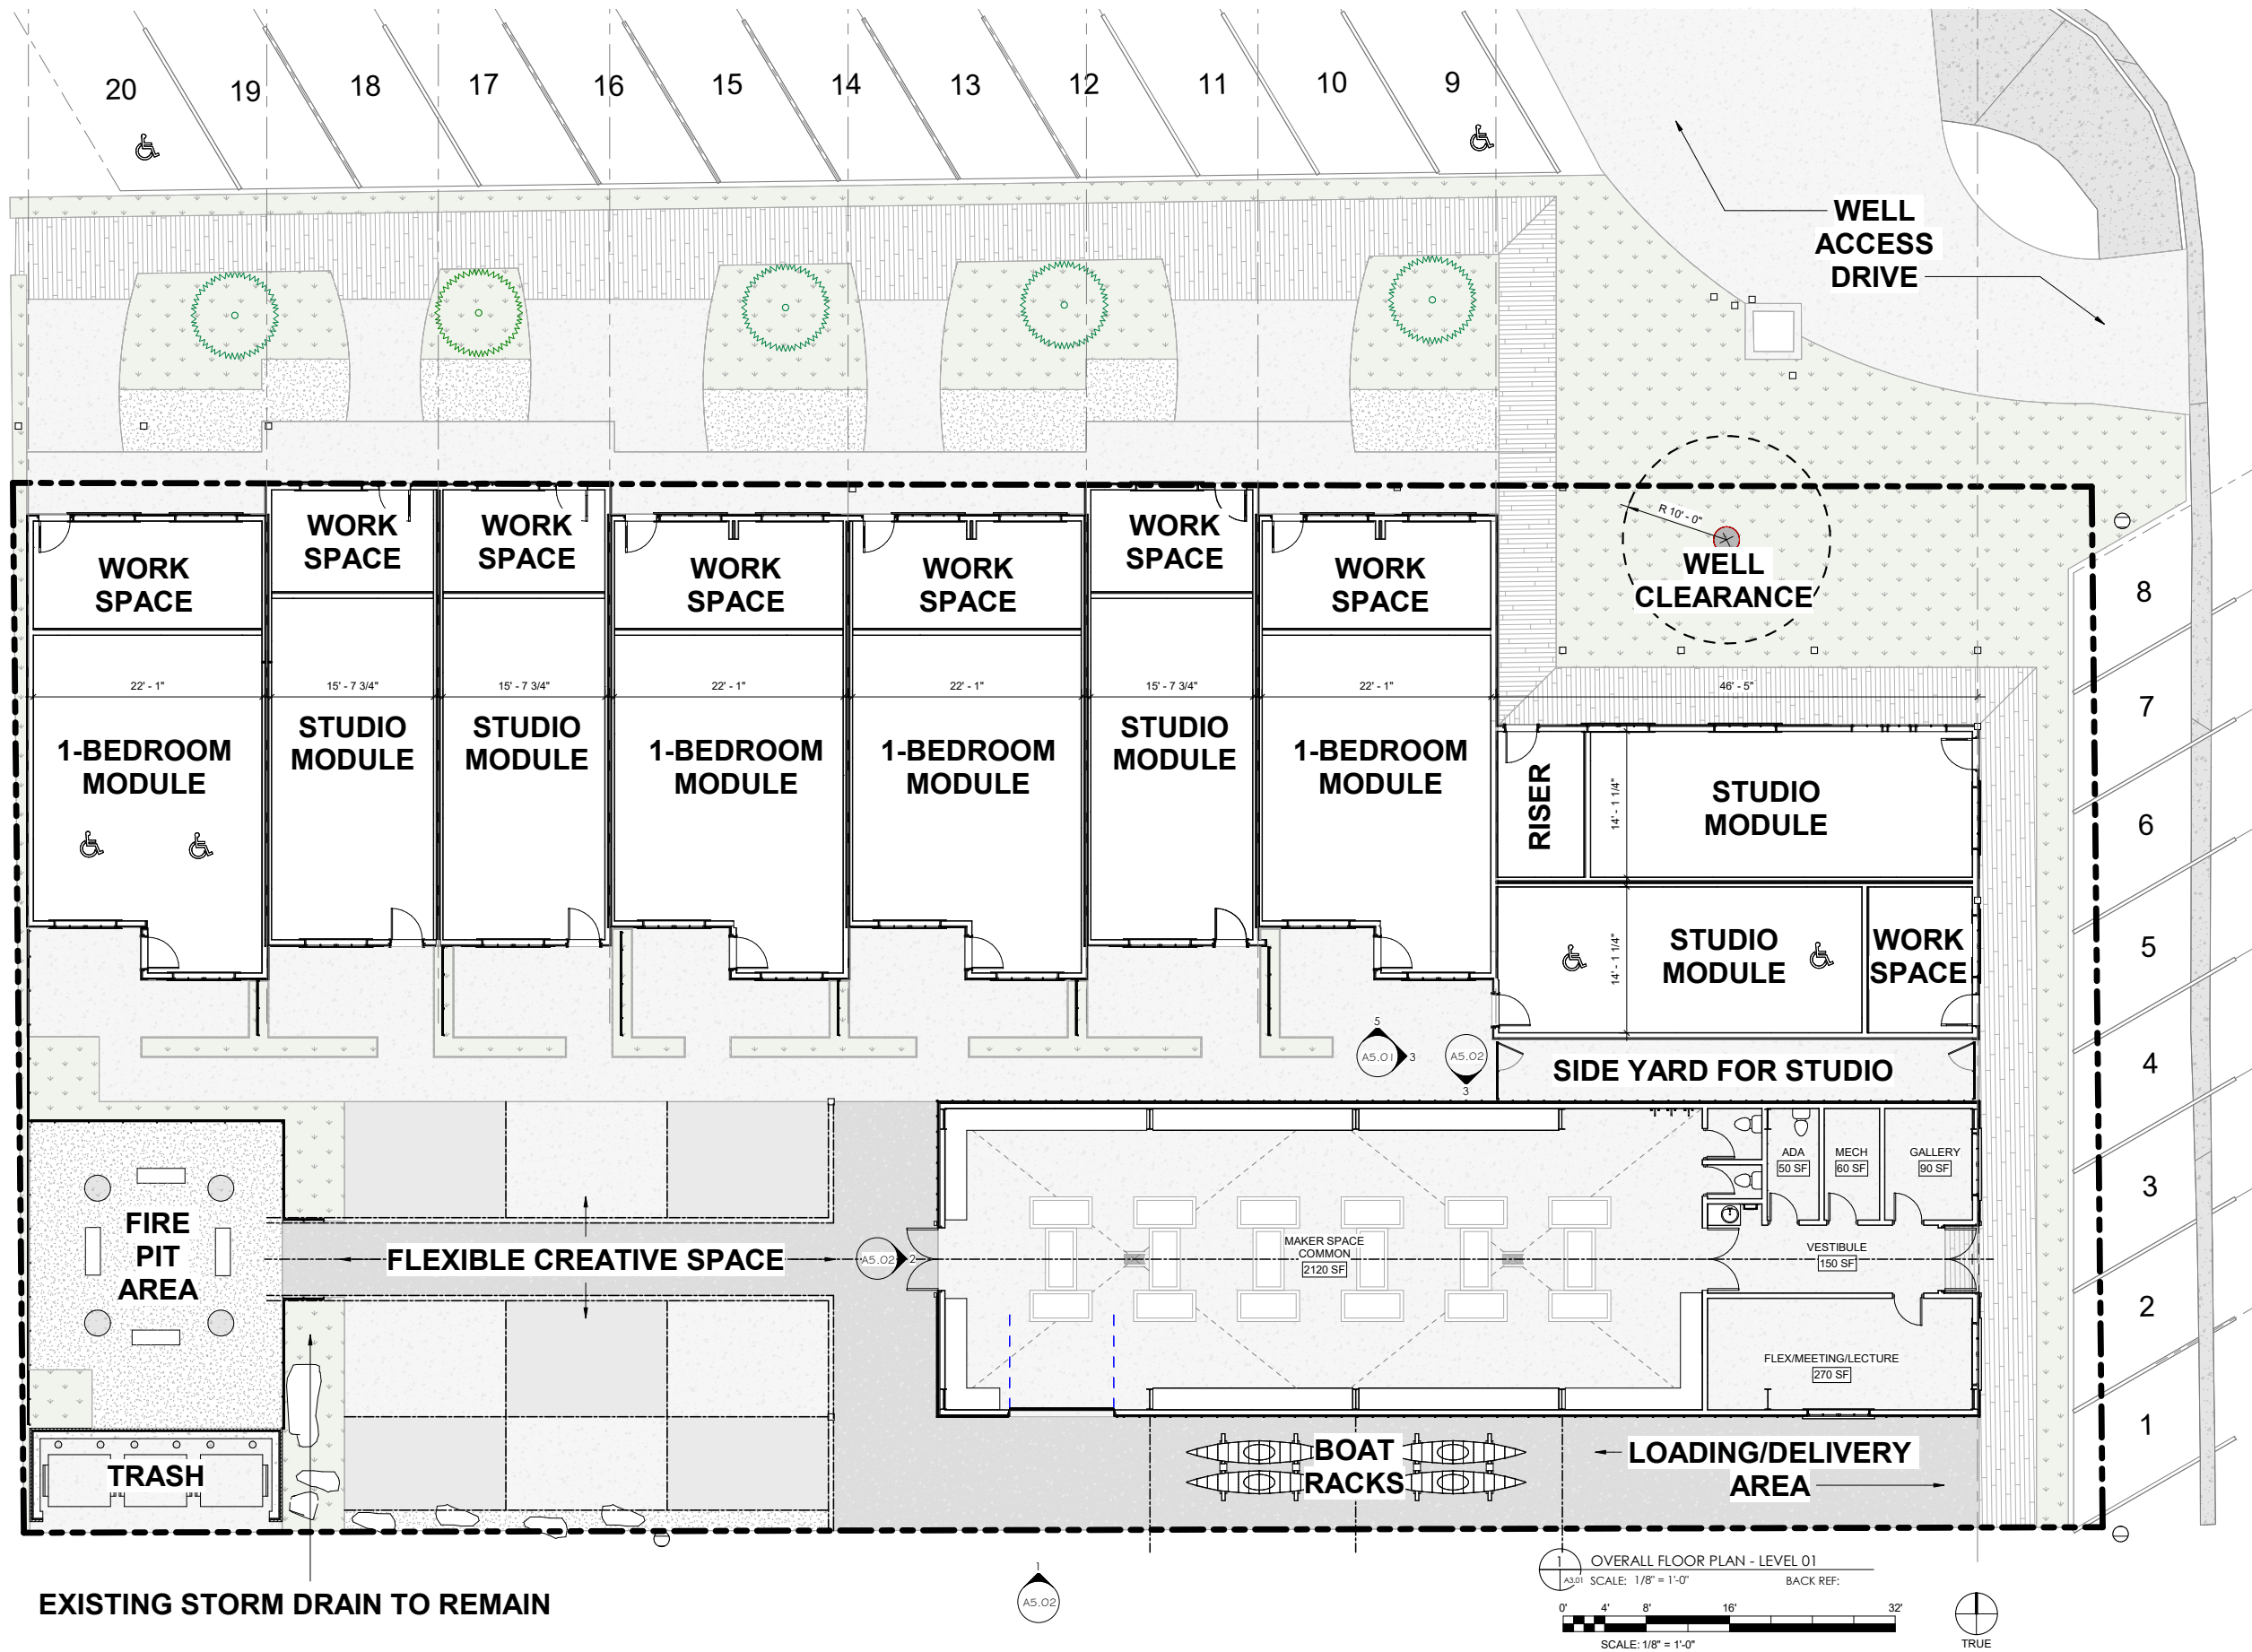 20
19
18
17
16
15
14
13
12
11
10
9
WELL
ACCESS
DRIVE
R 10' - 0"
WELL
CLEARANCE
WORK
SPACE
WORK
SPACE
WORK
SPACE
WORK
SPACE
WORK
SPACE
WORK
SPACE
WORK
SPACE
8
7
6
5
4
3
2
1
22' - 1"
15' - 7 3/4"
15' - 7 3/4"
22' - 1"
22' - 1"
15' - 7 3/4"
22' - 1"
46' - 5"
1-BEDROOM
MODULE
STUDIO
MODULE
STUDIO
MODULE
1-BEDROOM
MODULE
1-BEDROOM
MODULE
STUDIO
MODULE
1-BEDROOM
MODULE
RISER
14' - 1 1/4"
STUDIO
MODULE
14' - 1 1/4"
STUDIO
MODULE
WORK
SPACE
5
A5.01
3
A5.02
3
SIDE YARD FOR STUDIO
ADA
50 SF
MECH
60 SF
GALLERY
90 SF
FIRE
PIT
AREA
FLEXIBLE CREATIVE SPACE
A5.02
2
MAKER SPACE
COMMON
2120 SF
VESTIBULE
150 SF
FLEX/MEETING/LECTURE
270 SF
TRASH
BOAT
RACKS
LOADING/DELIVERY
AREA
EXISTING STORM DRAIN TO REMAIN
1
A5.02
1
A3.01
OVERALL FLOOR PLAN - LEVEL 01
SCALE: 1/8" = 1'-0"
BACK REF:
0'
4'
8'
16'
32'
SCALE: 1/8" = 1'-0"
TRUE